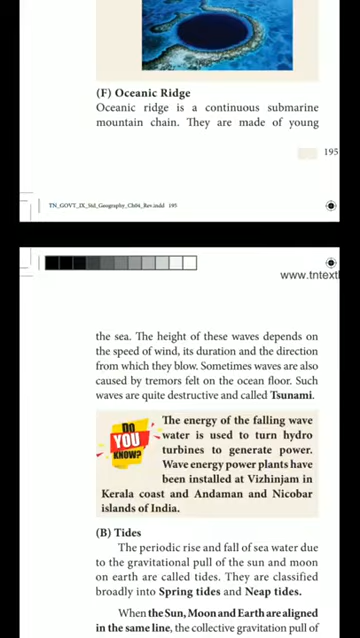 (F) Oceanic Ridge
Oceanic ridge is a continuous submarine
mountain chain. They are made of young
195
TN_GOVT_IX_Std_Geography_Ch04_Rev.indd 195
www.tntext
the sea. The height of these waves depends on
the speed of wind, its duration and the direction
from which they blow. Sometimes waves are also
caused by tremors felt on the ocean floor. Such
waves are quite destructive and called Tsunami.
DO
YOU
KNOW?
The energy of the falling wave
water is used to turn hydro
turbines to generate power.
Wave energy power plants have
been installed at Vizhinjam in
Kerala coast and Andaman and Nicobar
islands of India.
(B) Tides
The periodic rise and fall of sea water due
to the gravitational pull of the sun and moon
on earth are called tides. They are classified
broadly into Spring tides and Neap tides.
When the Sun, Moon and Earth are aligned
in the same line, the collective gravitational pull of